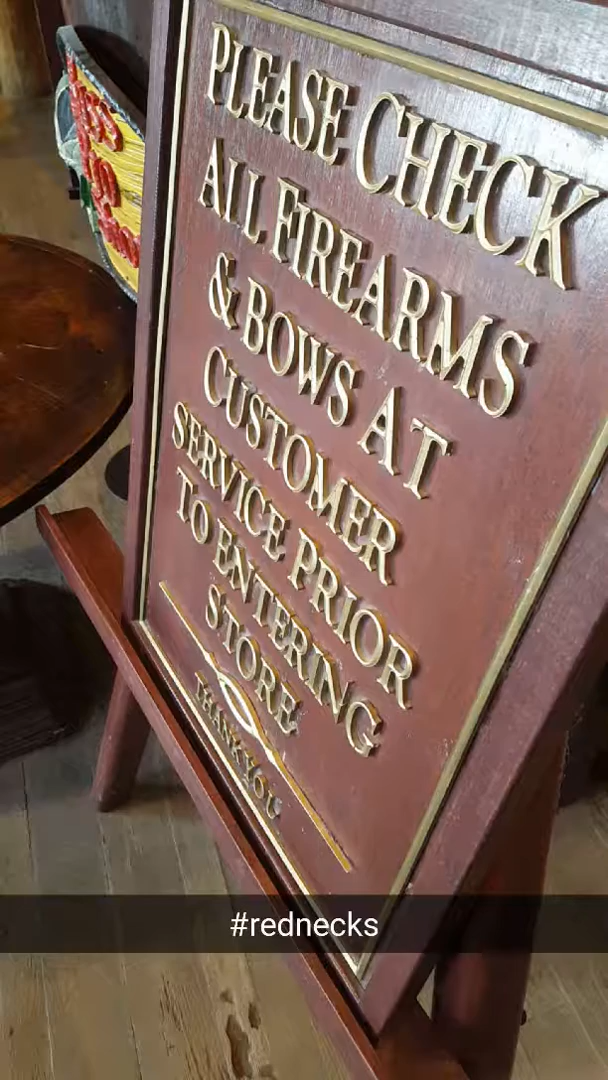 PLEASE CHECK
ALL FIREARMS
& BOWS AT
CUSTOMER
SERVICE PRIOR
TO ENTERING
STORE
THANK YOU
#rednecks